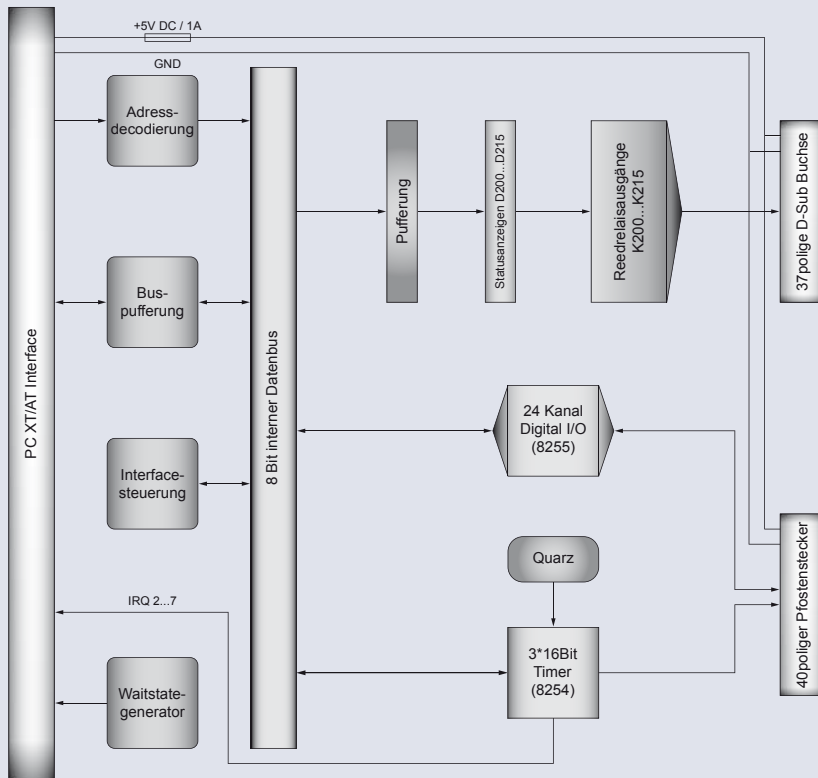 +5V DC / 1A
GND
PC XT/AT Interface
Adress-
decodierung
Bus-
pufferung
Interface-
steuerung
IRQ 2...7
Waitstate-
generator
8 Bit interner Datenbus
Pufferung
Statusanzeigen D200...D215
Reedrelaisausgänge
K200...K215
37polige D-Sub Buchse
24 Kanal
Digital I/O
(8255)
Quarz
3*16Bit
Timer
(8254)
40poliger Pfostenstecker